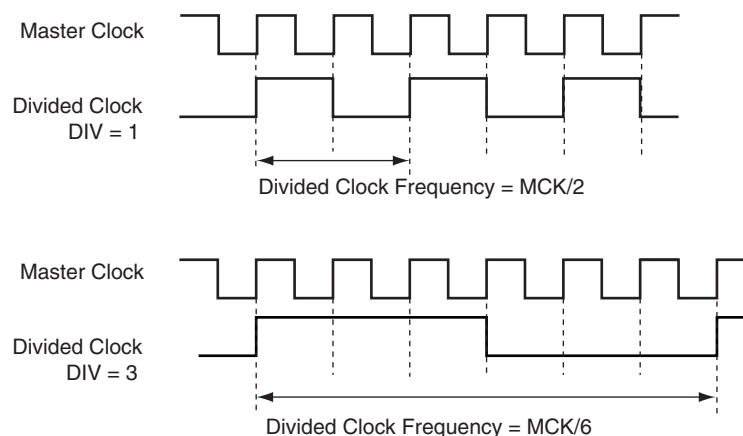 Master Clock
Divided Clock
DIV = 1
Divided Clock Frequency = MCK/2
Master Clock
Divided Clock
DIV = 3
Divided Clock Frequency = MCK/6